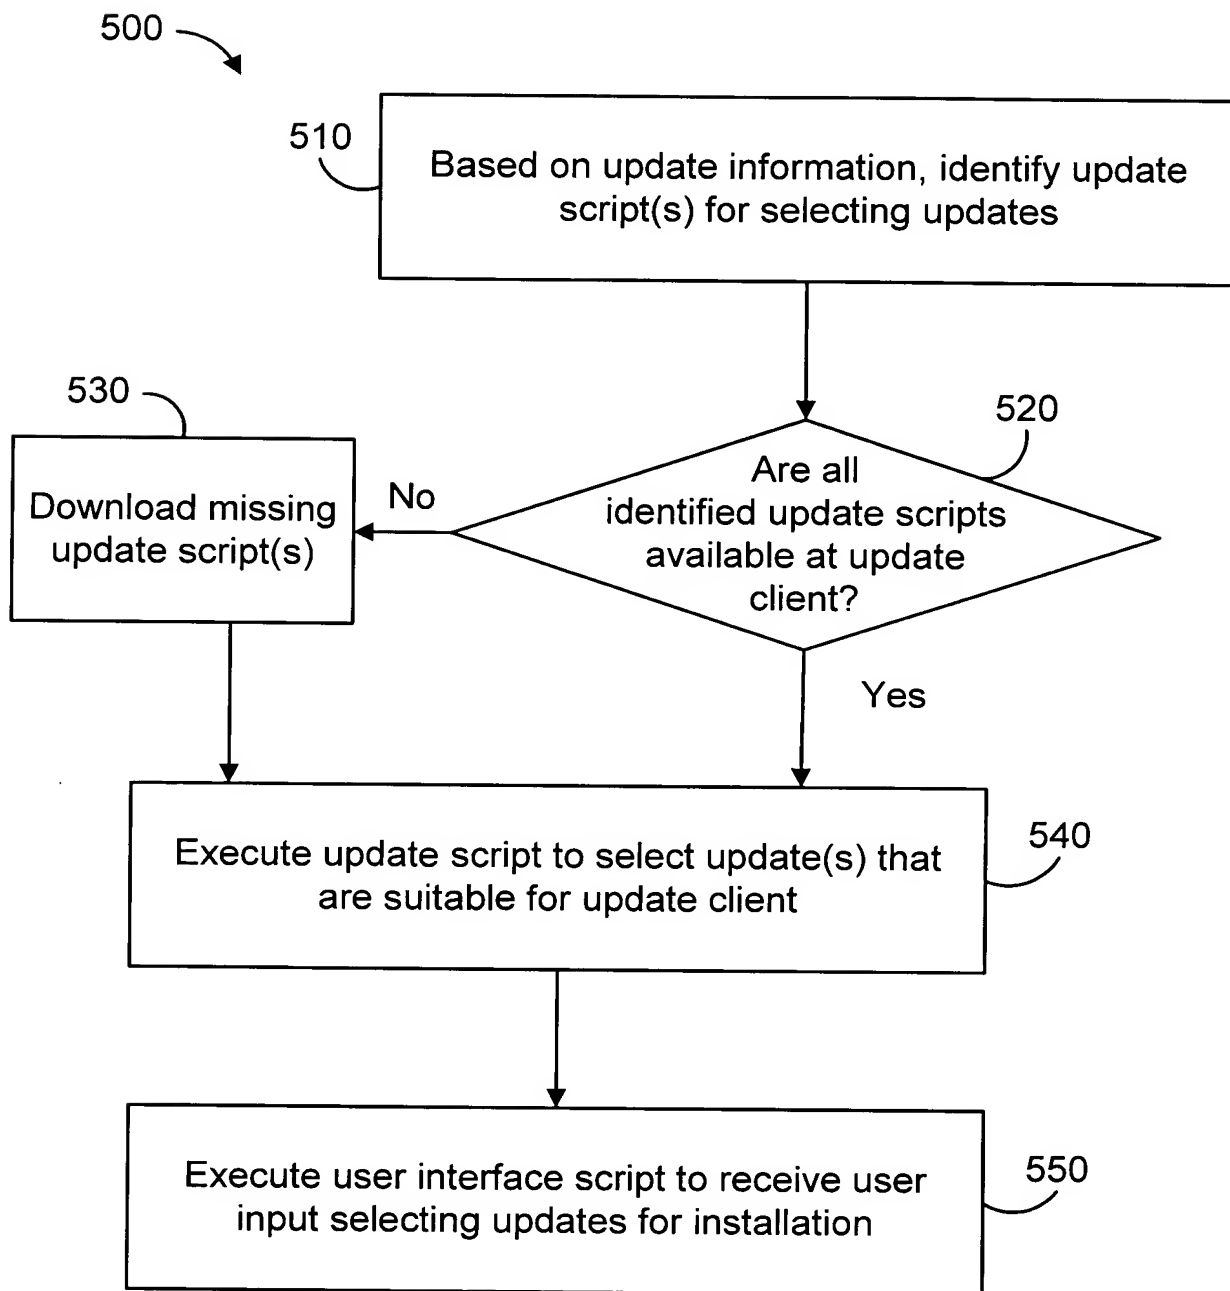 500
510
Based on update information, identify update
script(s) for selecting updates
530
520
Download missing
update script(s)
No
Are all
identified update scripts
available at update
client?
Yes
Execute update script to select update(s) that
are suitable for update client
540
Execute user interface script to receive user
input selecting updates for installation
550